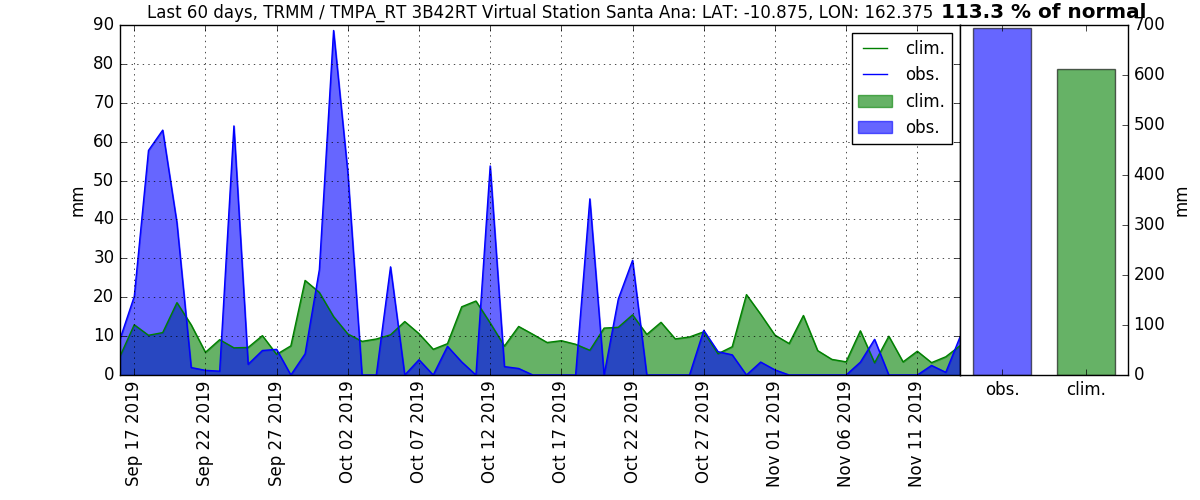 Last 60 days, TRMM / TMPA_RT 3B42RT Virtual Station Santa Ana: LAT: -10.875, LON: 162.375 113.3 % of normal
90
80
70
60
50
40
30
20
10
0
mm
clim.
obs.
clim.
obs.
Sep 17 2019
Sep 22 2019
Sep 27 2019
Oct 02 2019
Oct 07 2019
Oct 12 2019
Oct 17 2019
Oct 22 2019
Oct 27 2019
Nov 01 2019
Nov 06 2019
Nov 11 2019
700
600
500
400
300
200
100
0
mm
obs. clim.